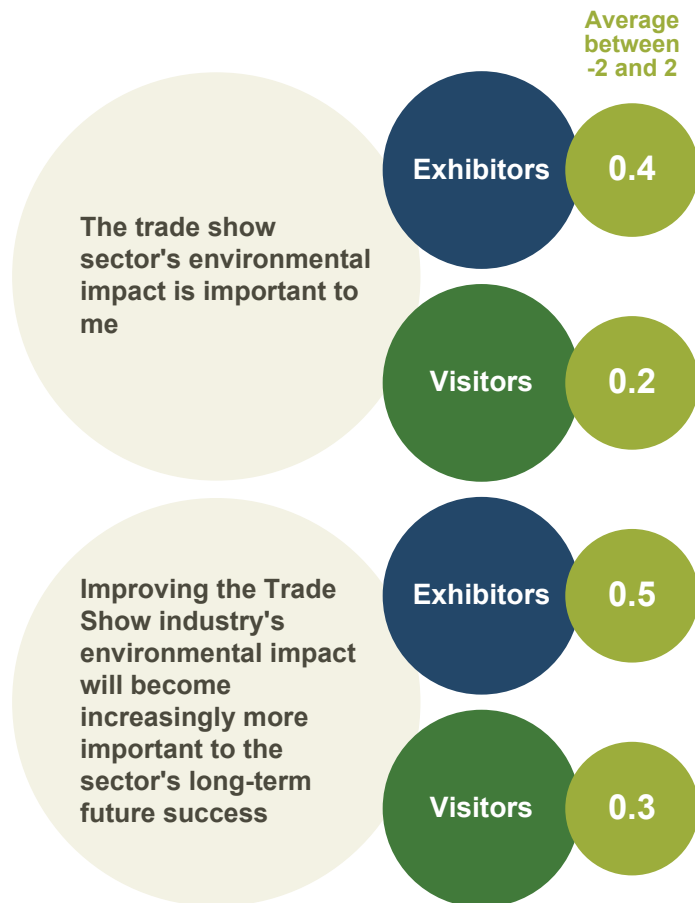 Average
between
-2 and 2
The trade show
sector's environmental
impact is important to
me
Exhibitors
0.4
Visitors
0.2
Improving the Trade
Show industry's
environmental impact
will become
increasingly more
important to the
sector's long-term
future success
Exhibitors
0.5
Visitors
0.3